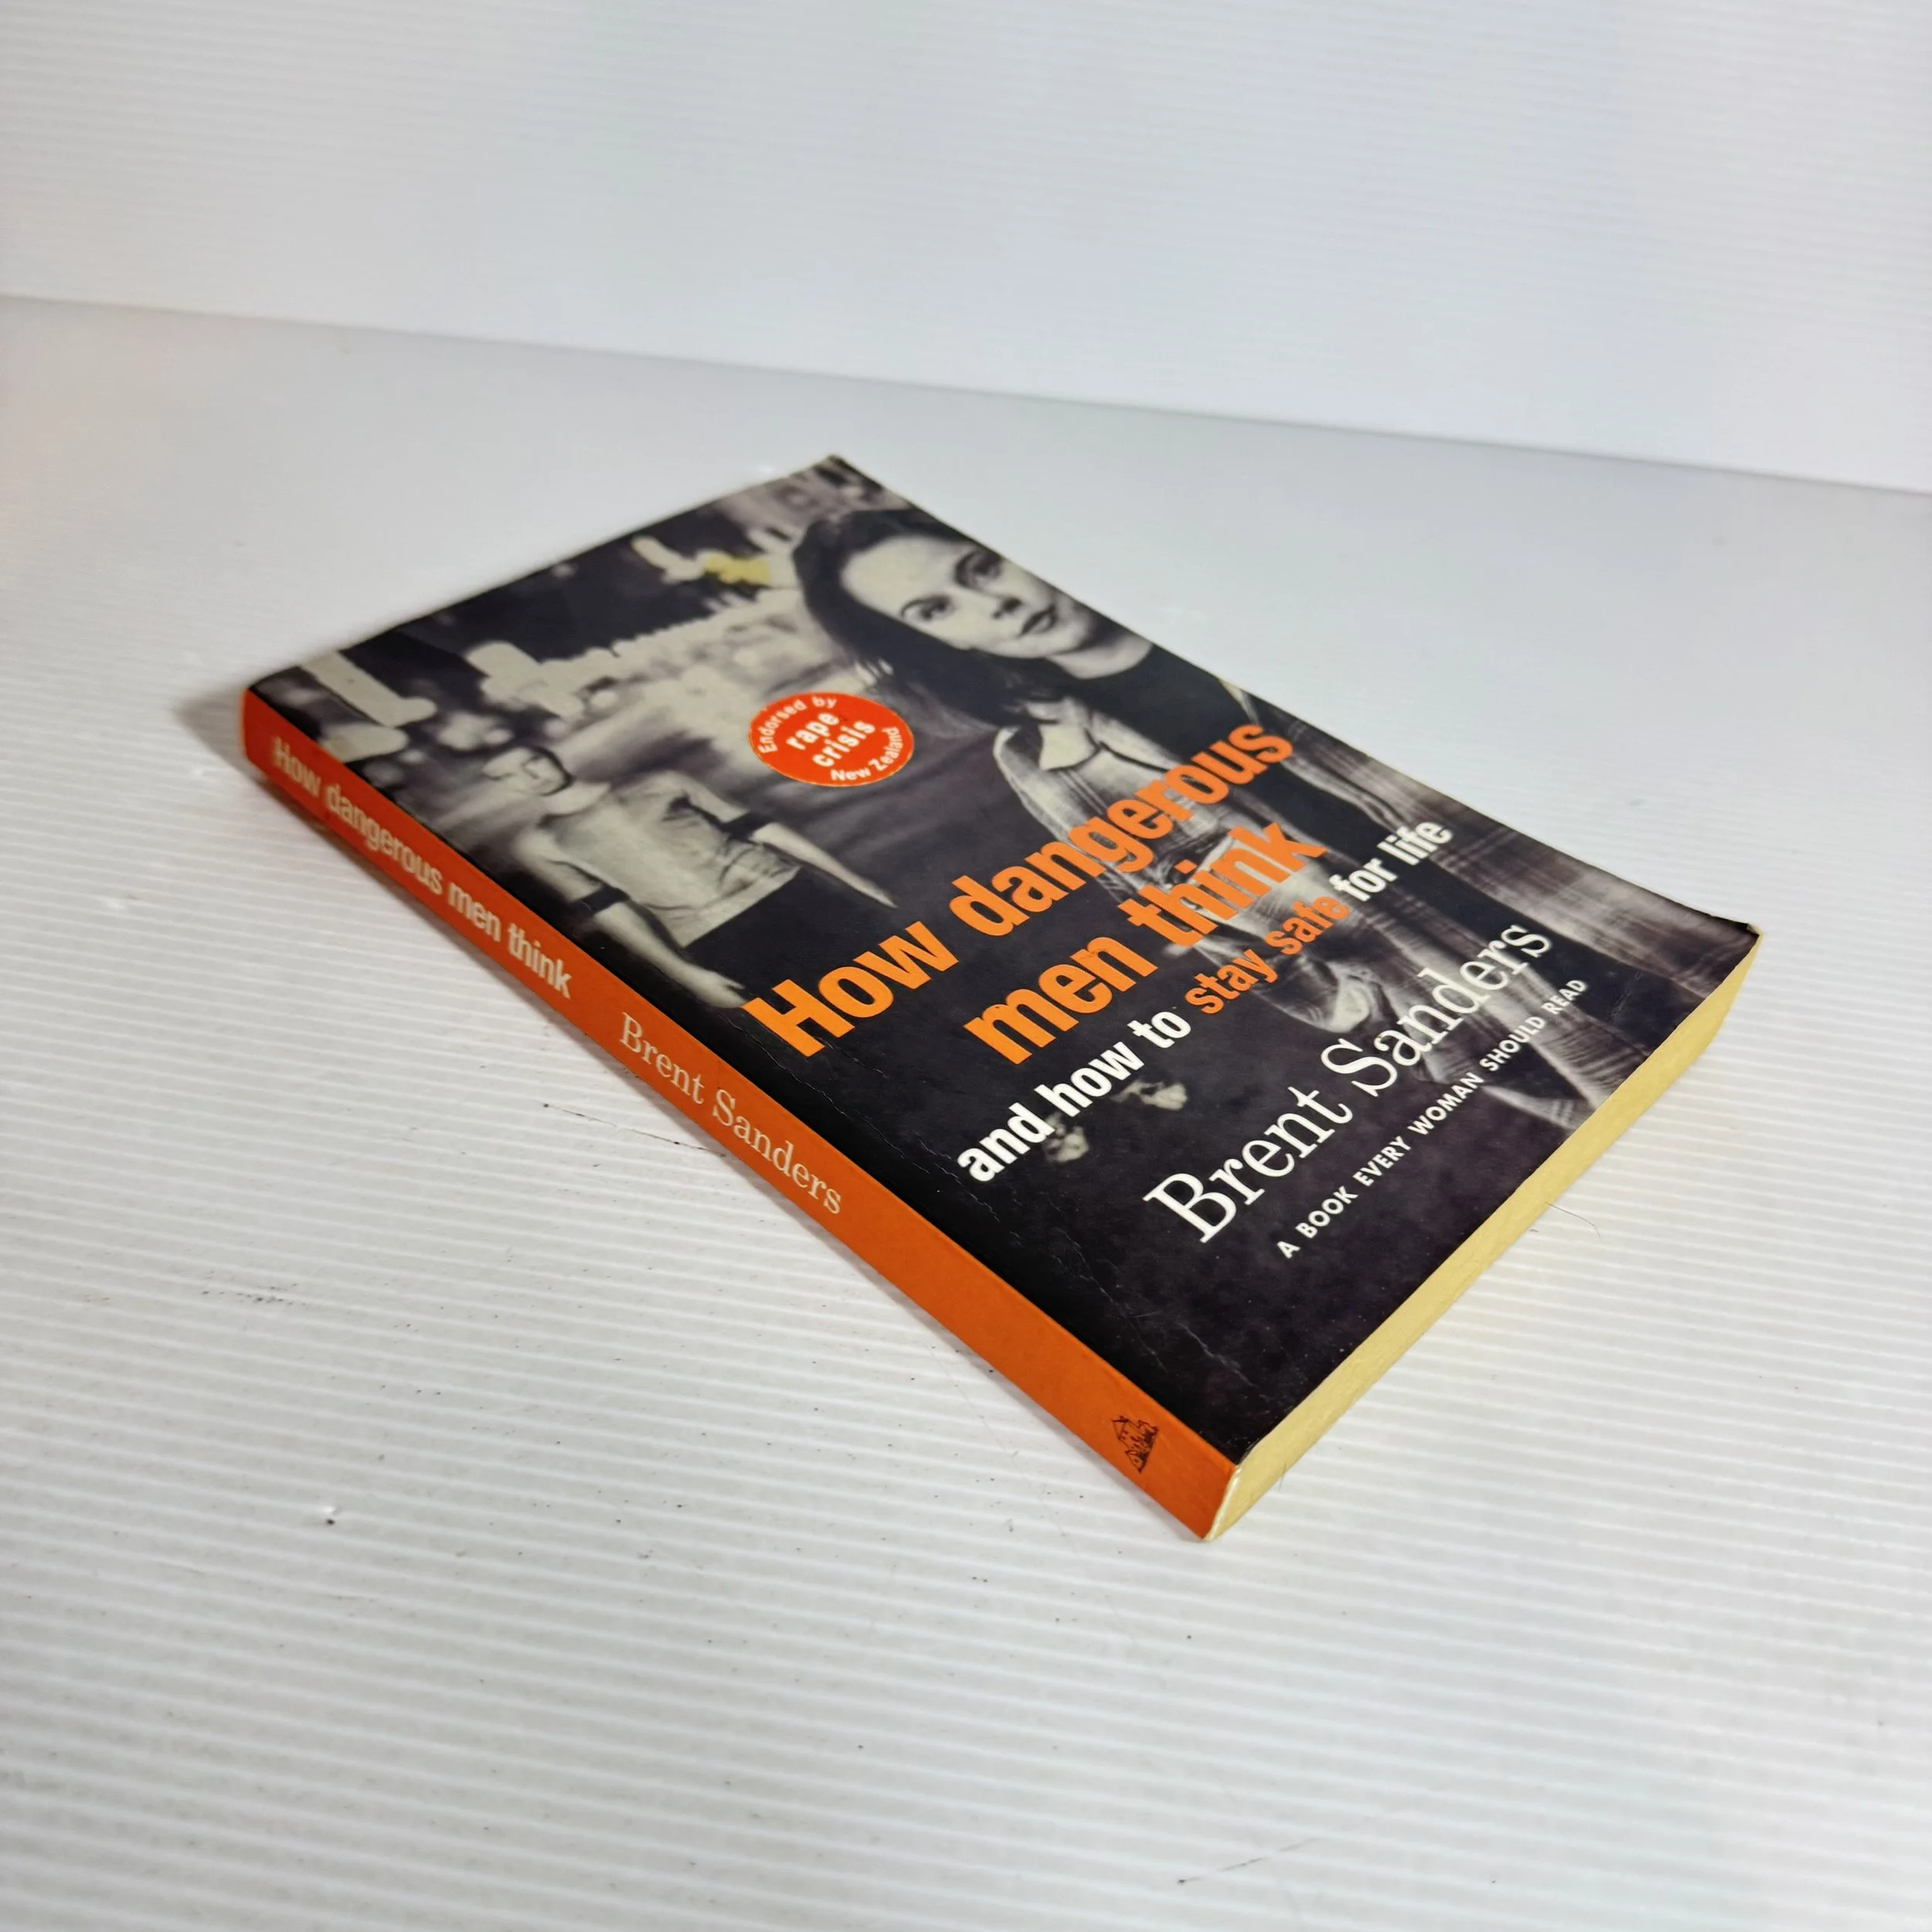 Endorsed by
rape
crisis
New Zealand
How dangerous
men think
and how to stay safe for life
Brent Sanders
A BOOK EVERY WOMAN SHOULD READ
How dangerous men think Brent Sanders